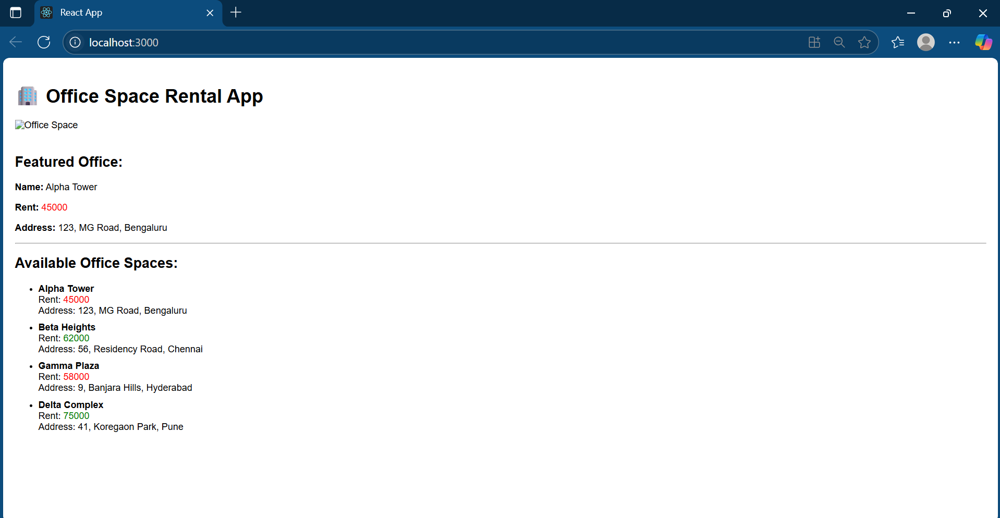 React App
localhost:3000
Office Space Rental App
Office Space
Featured Office:
Name: Alpha Tower
Rent: 45000
Address: 123, MG Road, Bengaluru
Available Office Spaces:
Alpha Tower
Rent: 45000
Address: 123, MG Road, Bengaluru
Beta Heights
Rent: 62000
Address: 56, Residency Road, Chennai
Gamma Plaza
Rent: 58000
Address: 9, Banjara Hills, Hyderabad
Delta Complex
Rent: 75000
Address: 41, Koregaon Park, Pune